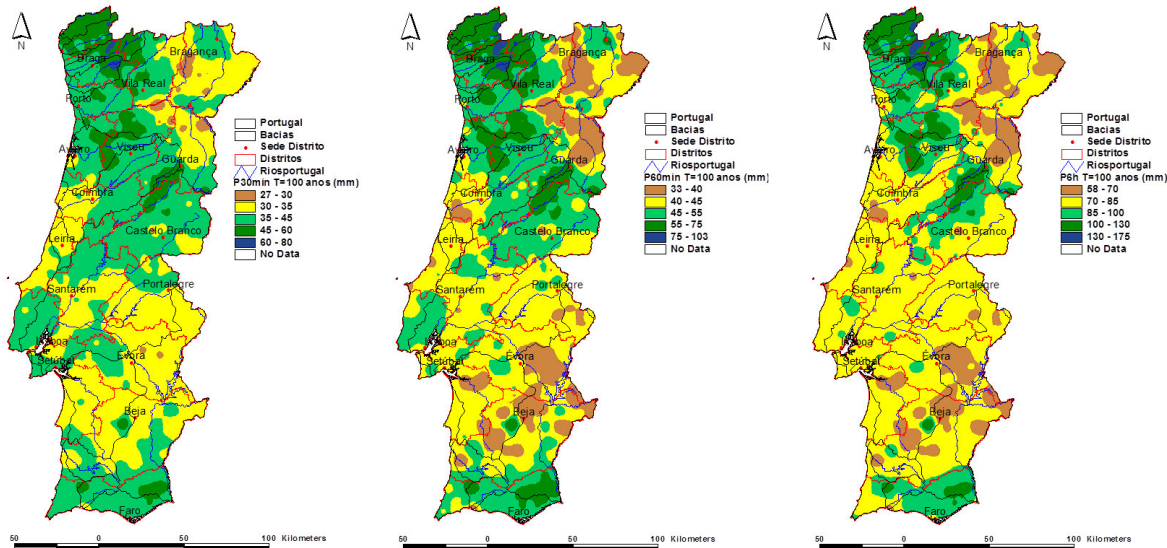 N
Braga
Bragança
Vila Real
Porto
Aveiro
Viseu
Guarda
Coimbra
Leiria
Castelo Branco
Santarém
Portalegre
Lisboa
Setúbal
Évora
Beja
Faro
Portugal
Bacias
Sede Distrito
Distritos
Riosportugal
P30min T=100 anos (mm)
27 - 30
30 - 35
35 - 45
45 - 60
60 - 80
No Data
50 0 50 100 Kilometers
N
Braga
Bragança
Vila Real
Porto
Aveiro
Viseu
Guarda
Coimbra
Leiria
Castelo Branco
Santarém
Portalegre
Lisboa
Setúbal
Évora
Beja
Faro
Portugal
Bacias
Sede Distrito
Distritos
Riosportugal
P60min T=100 anos (mm)
33 - 40
40 - 45
45 - 55
55 - 75
75 - 103
No Data
50 0 50 100 Kilometers
N
Braga
Bragança
Vila Real
Porto
Aveiro
Viseu
Guarda
Coimbra
Leiria
Castelo Branco
Santarém
Portalegre
Lisboa
Setúbal
Évora
Beja
Faro
Portugal
Bacias
Sede Distrito
Distritos
Riosportugal
P6h T=100 anos (mm)
58 - 70
70 - 85
85 - 100
100 - 130
130 - 175
No Data
50 0 50 100 Kilometers